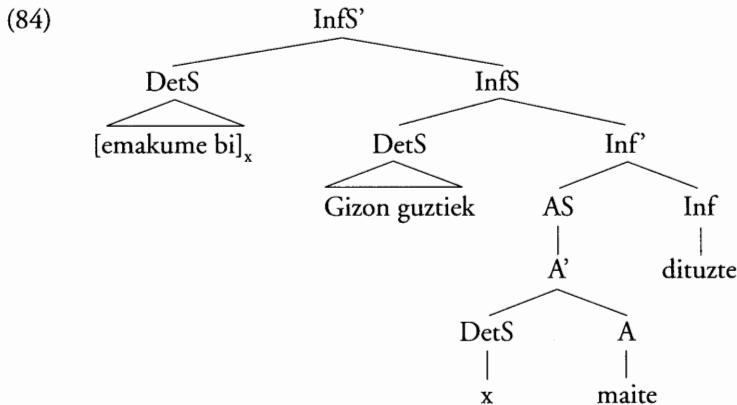 (84) InfS’
DetS InfS
[emakume bi]x DetS Inf’
Gizon guztiek AS Inf
A’ dituzte
DetS A
x maite